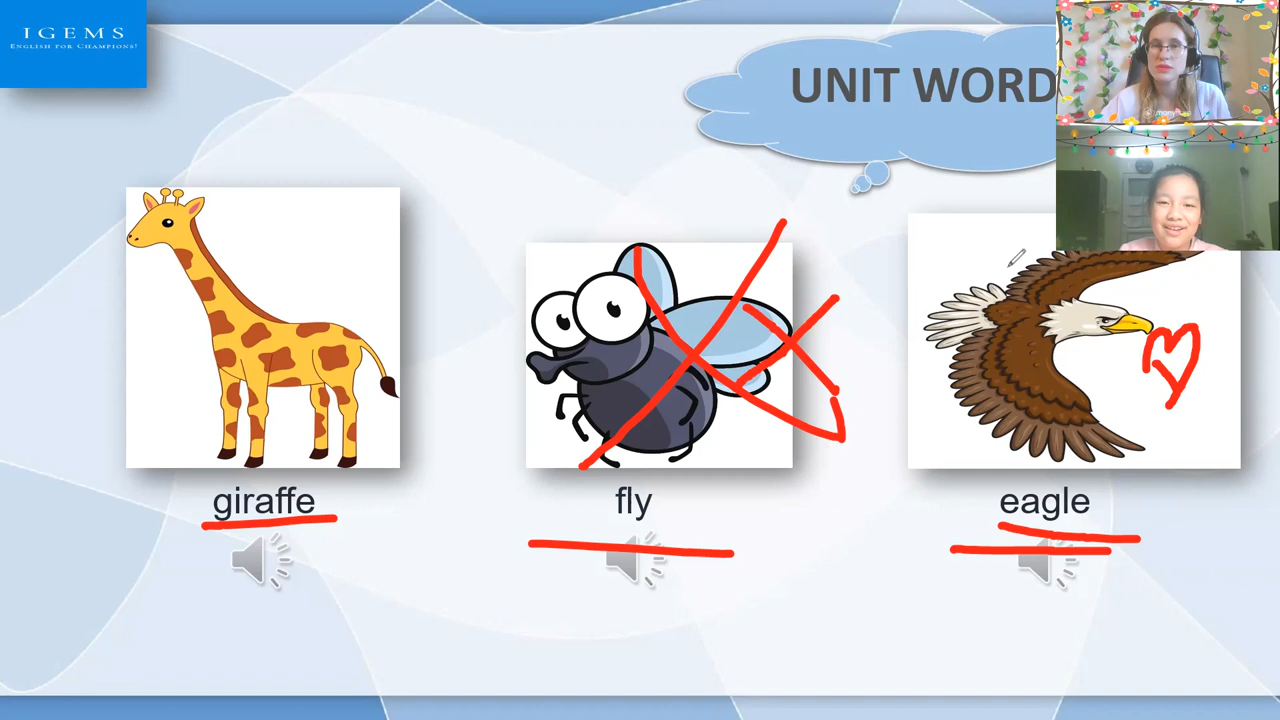 IGEMS
ENGLISH FOR CHAMPIONS!
UNIT WORD
giraffe
fly
eagle